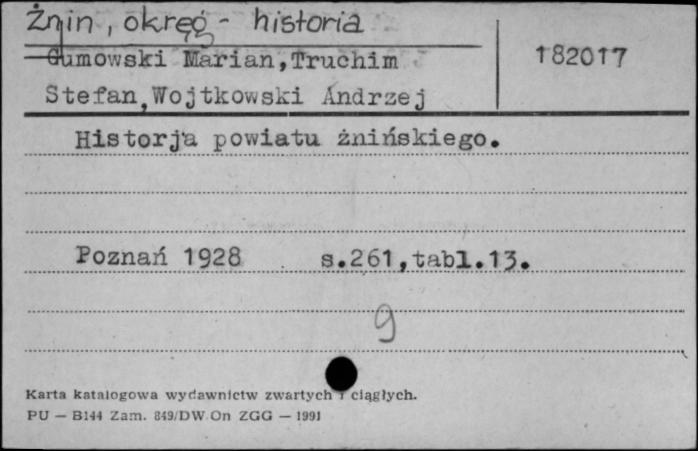 Żnin, okręg - historia
Gumowski Marian,Truchim
182017
Stefan,Wojtkowski Andrzej
Historja powiatu żnińskiego.
Poznań 1928 s.261,tabl.13.
9
Karta katalogowa wydawnictw zwartych i ciągłych.
PU — B144 Zam. 849/DW On ZGG — 1991